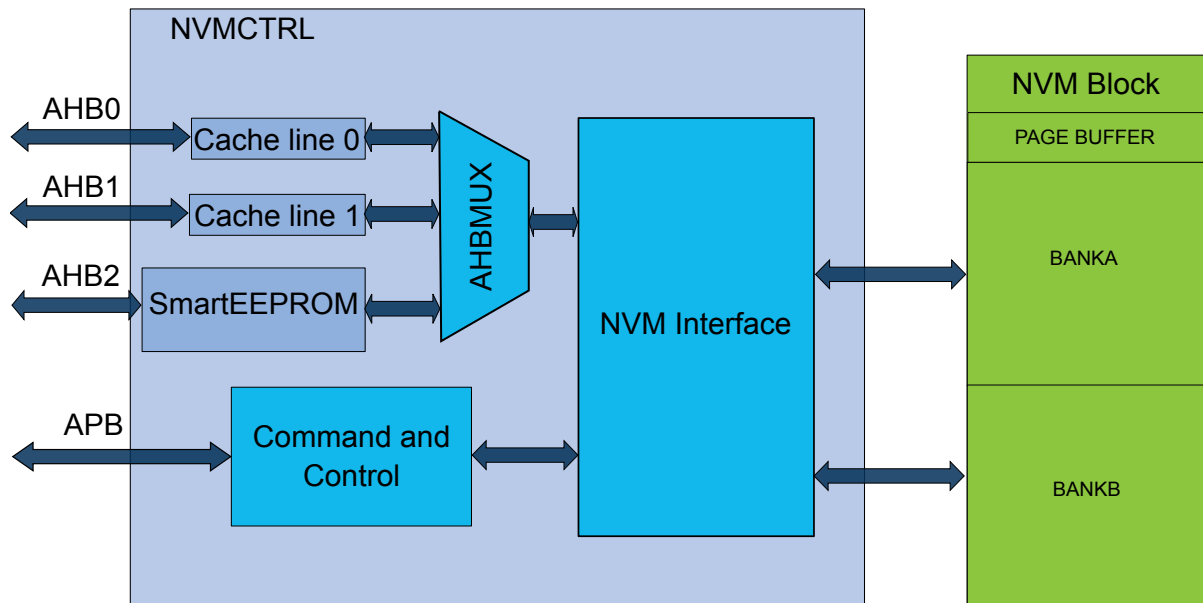 NVMCTRL
AHB0
Cache line 0
AHB1
Cache line 1
AHB2
SmartEEPROM
AHBMUX
APB
Command and
Control
NVM Interface
NVM Block
PAGE BUFFER
BANKA
BANKB